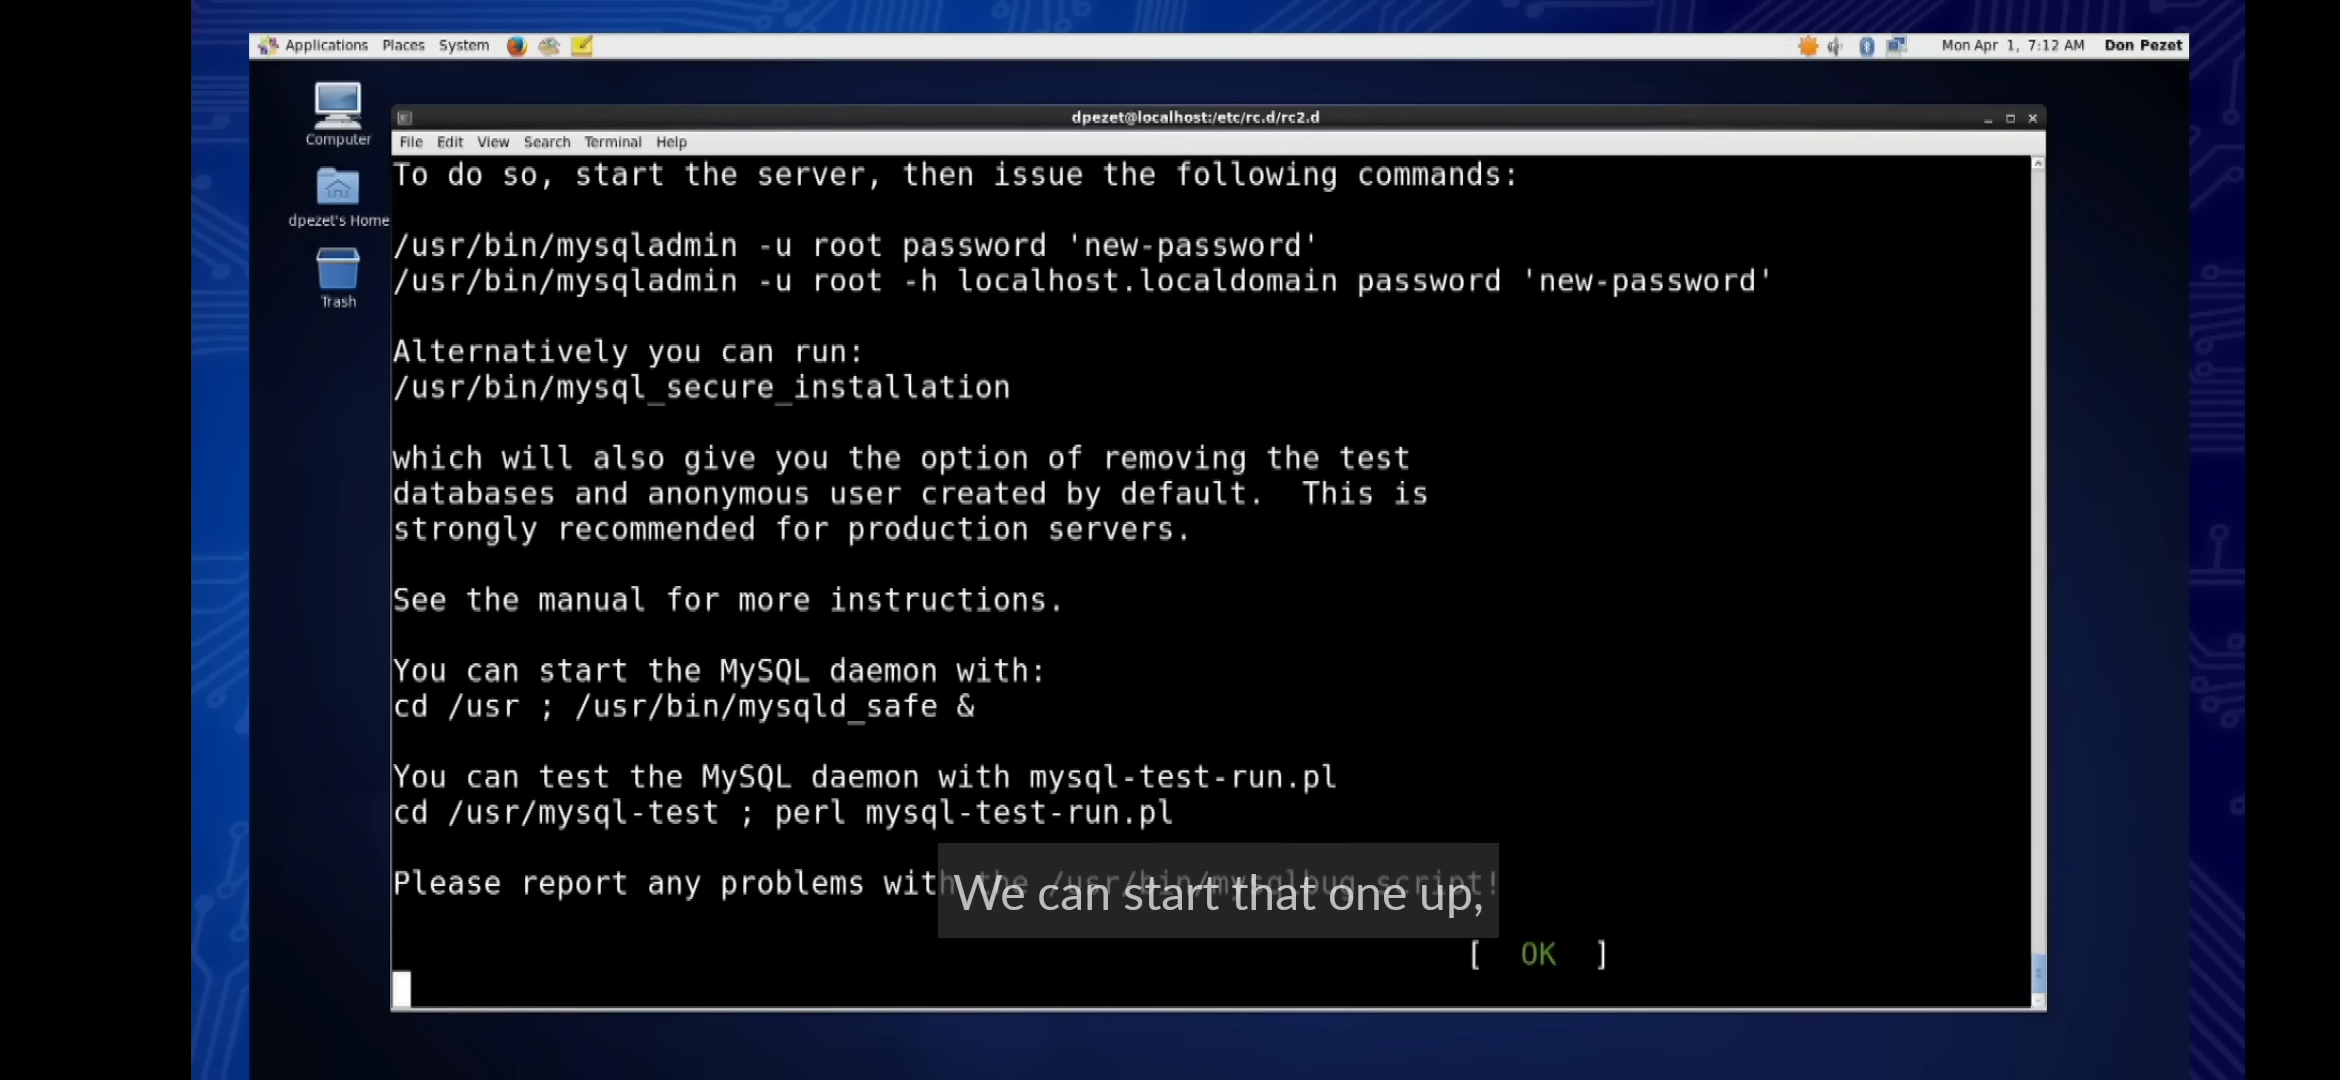 Applications Places System
Mon Apr 1, 7:12 AM Don Pezet
Computer
dpezet's Home
Trash
dpezet@localhost:/etc/rc.d/rc2.d
File Edit View Search Terminal Help
To do so, start the server, then issue the following commands:
/usr/bin/mysqladmin -u root password 'new-password'
/usr/bin/mysqladmin -u root -h localhost.localdomain password 'new-password'
Alternatively you can run:
/usr/bin/mysql_secure_installation
which will also give you the option of removing the test
databases and anonymous user created by default.  This is
strongly recommended for production servers.
See the manual for more instructions.
You can start the MySQL daemon with:
cd /usr ; /usr/bin/mysqld_safe &
You can test the MySQL daemon with mysql-test-run.pl
cd /usr/mysql-test ; perl mysql-test-run.pl
Please report any problems with the /usr/bin/mysqlbug script!
We can start that one up,
[  OK  ]